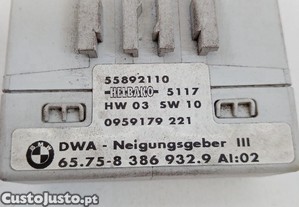 55892110
HELBAKO 5117
HW 03 SW 10
0959179 221
DWA - Neigungsgeber III
65.75-8 386 932.9 AI:02
CustoJusto.pt